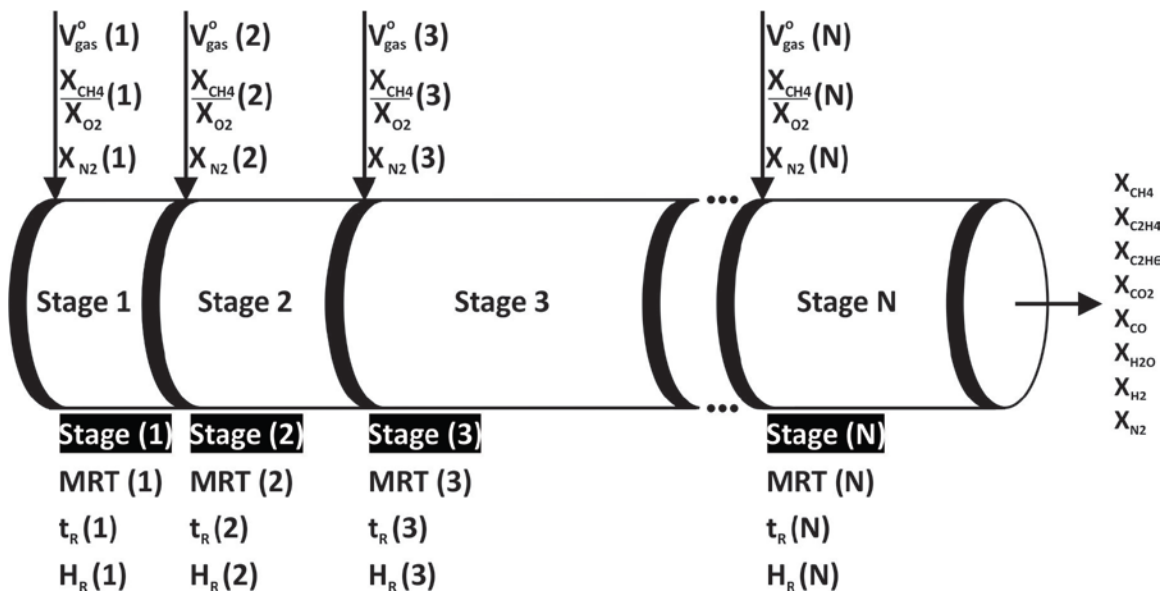 V°gas (1) V°gas (2) V°gas (3) V°gas (N)
XCH4/XO2 (1) XCH4/XO2 (2) XCH4/XO2 (3) XCH4/XO2 (N)
XN2 (1) XN2 (2) XN2 (3) XN2 (N)
Stage 1 Stage 2 Stage 3 ••• Stage N
XCH4
XC2H4
XC2H6
XCO2
XCO
XH2O
XH2
XN2
Stage (1) Stage (2) Stage (3) ••• Stage (N)
MRT (1) MRT (2) MRT (3) MRT (N)
tR (1) tR (2) tR (3) tR (N)
HR (1) HR (2) HR (3) HR (N)